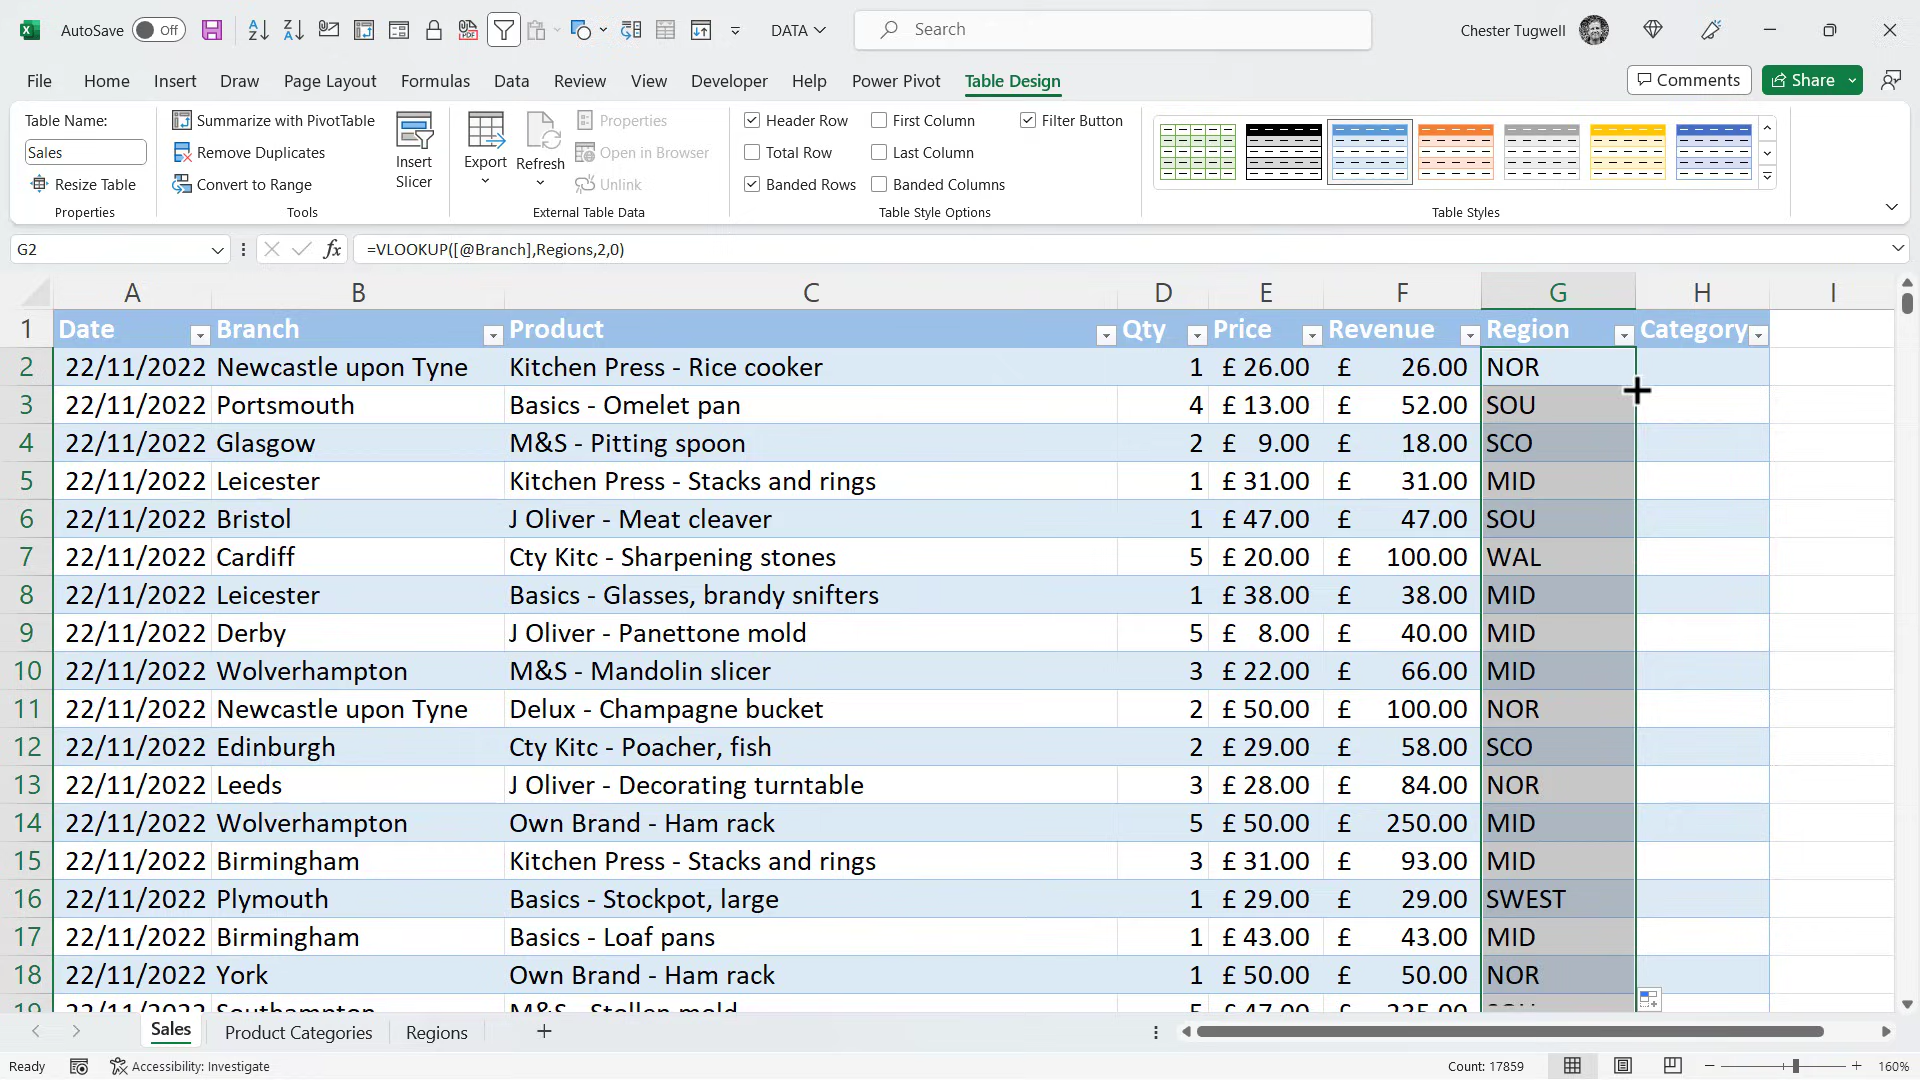 AutoSave Off DATA Search Chester Tugwell
File Home Insert Draw Page Layout Formulas Data Review View Developer Help Power Pivot Table Design Comments Share
Table Name:
Sales
Resize Table
Properties
Summarize with PivotTable
Remove Duplicates
Convert to Range
Tools
Insert
Slicer
Export
Refresh
Properties
Open in Browser
Unlink
External Table Data
Header Row First Column Filter Button
Total Row Last Column
Banded Rows Banded Columns
Table Style Options
Table Styles
G2 fx =VLOOKUP([@Branch],Regions,2,0)
A B C D E F G H I
1 Date Branch Product Qty Price Revenue Region Category
2 22/11/2022 Newcastle upon Tyne Kitchen Press - Rice cooker 1 £ 26.00 £ 26.00 NOR
3 22/11/2022 Portsmouth Basics - Omelet pan 4 £ 13.00 £ 52.00 SOU
4 22/11/2022 Glasgow M&S - Pitting spoon 2 £ 9.00 £ 18.00 SCO
5 22/11/2022 Leicester Kitchen Press - Stacks and rings 1 £ 31.00 £ 31.00 MID
6 22/11/2022 Bristol J Oliver - Meat cleaver 1 £ 47.00 £ 47.00 SOU
7 22/11/2022 Cardiff Cty Kitc - Sharpening stones 5 £ 20.00 £ 100.00 WAL
8 22/11/2022 Leicester Basics - Glasses, brandy snifters 1 £ 38.00 £ 38.00 MID
9 22/11/2022 Derby J Oliver - Panettone mold 5 £ 8.00 £ 40.00 MID
10 22/11/2022 Wolverhampton M&S - Mandolin slicer 3 £ 22.00 £ 66.00 MID
11 22/11/2022 Newcastle upon Tyne Delux - Champagne bucket 2 £ 50.00 £ 100.00 NOR
12 22/11/2022 Edinburgh Cty Kitc - Poacher, fish 2 £ 29.00 £ 58.00 SCO
13 22/11/2022 Leeds J Oliver - Decorating turntable 3 £ 28.00 £ 84.00 NOR
14 22/11/2022 Wolverhampton Own Brand - Ham rack 5 £ 50.00 £ 250.00 MID
15 22/11/2022 Birmingham Kitchen Press - Stacks and rings 3 £ 31.00 £ 93.00 MID
16 22/11/2022 Plymouth Basics - Stockpot, large 1 £ 29.00 £ 29.00 SWEST
17 22/11/2022 Birmingham Basics - Loaf pans 1 £ 43.00 £ 43.00 MID
18 22/11/2022 York Own Brand - Ham rack 1 £ 50.00 £ 50.00 NOR
19 22/11/2022 Southampton M&S - Stollen mold 5 £ 47.00 £ 235.00 SOU
Sales Product Categories Regions
Ready Accessibility: Investigate Count: 17859 160%